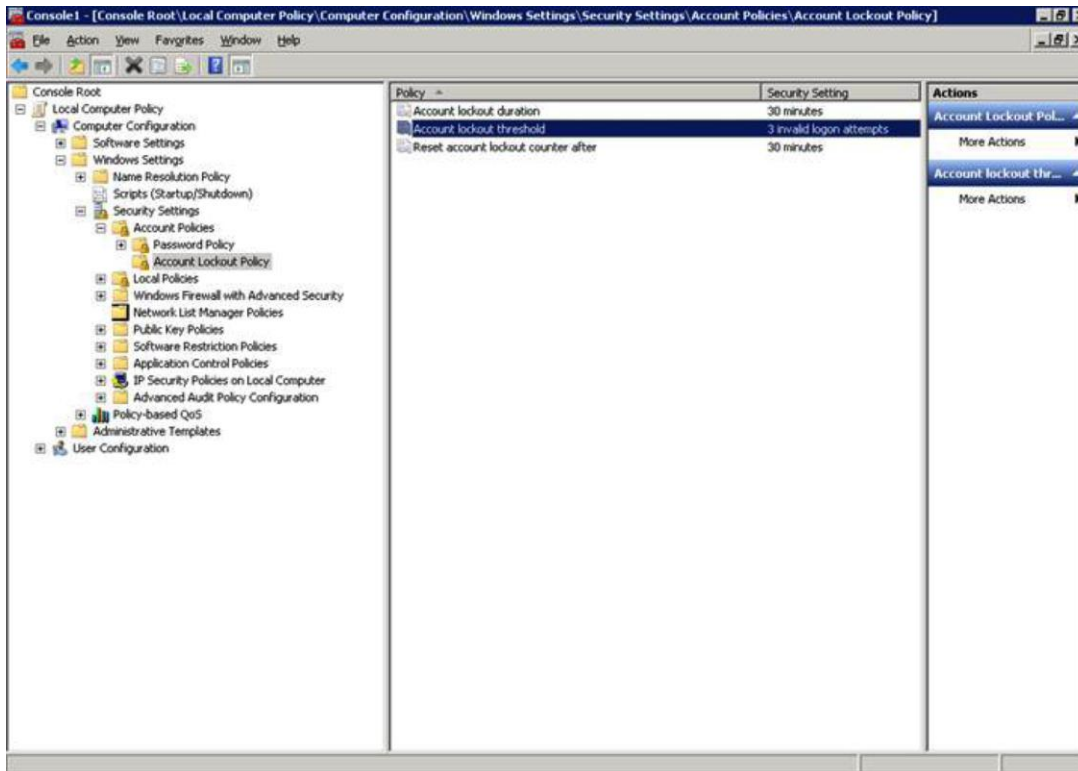 Console1 - [Console Root\Local Computer Policy\Computer Configuration\Windows Settings\Security Settings\Account Policies\Account Lockout Policy]
File Action View Favorites Window Help
Console Root
Local Computer Policy
Computer Configuration
Software Settings
Windows Settings
Name Resolution Policy
Scripts (Startup/Shutdown)
Security Settings
Account Policies
Password Policy
Account Lockout Policy
Local Policies
Windows Firewall with Advanced Security
Network List Manager Policies
Public Key Policies
Software Restriction Policies
Application Control Policies
IP Security Policies on Local Computer
Advanced Audit Policy Configuration
Policy-based QoS
Administrative Templates
User Configuration
Policy Security Setting
Account lockout duration 30 minutes
Account lockout threshold 3 invalid logon attempts
Reset account lockout counter after 30 minutes
Actions
Account Lockout Pol...
More Actions
Account lockout thr...
More Actions